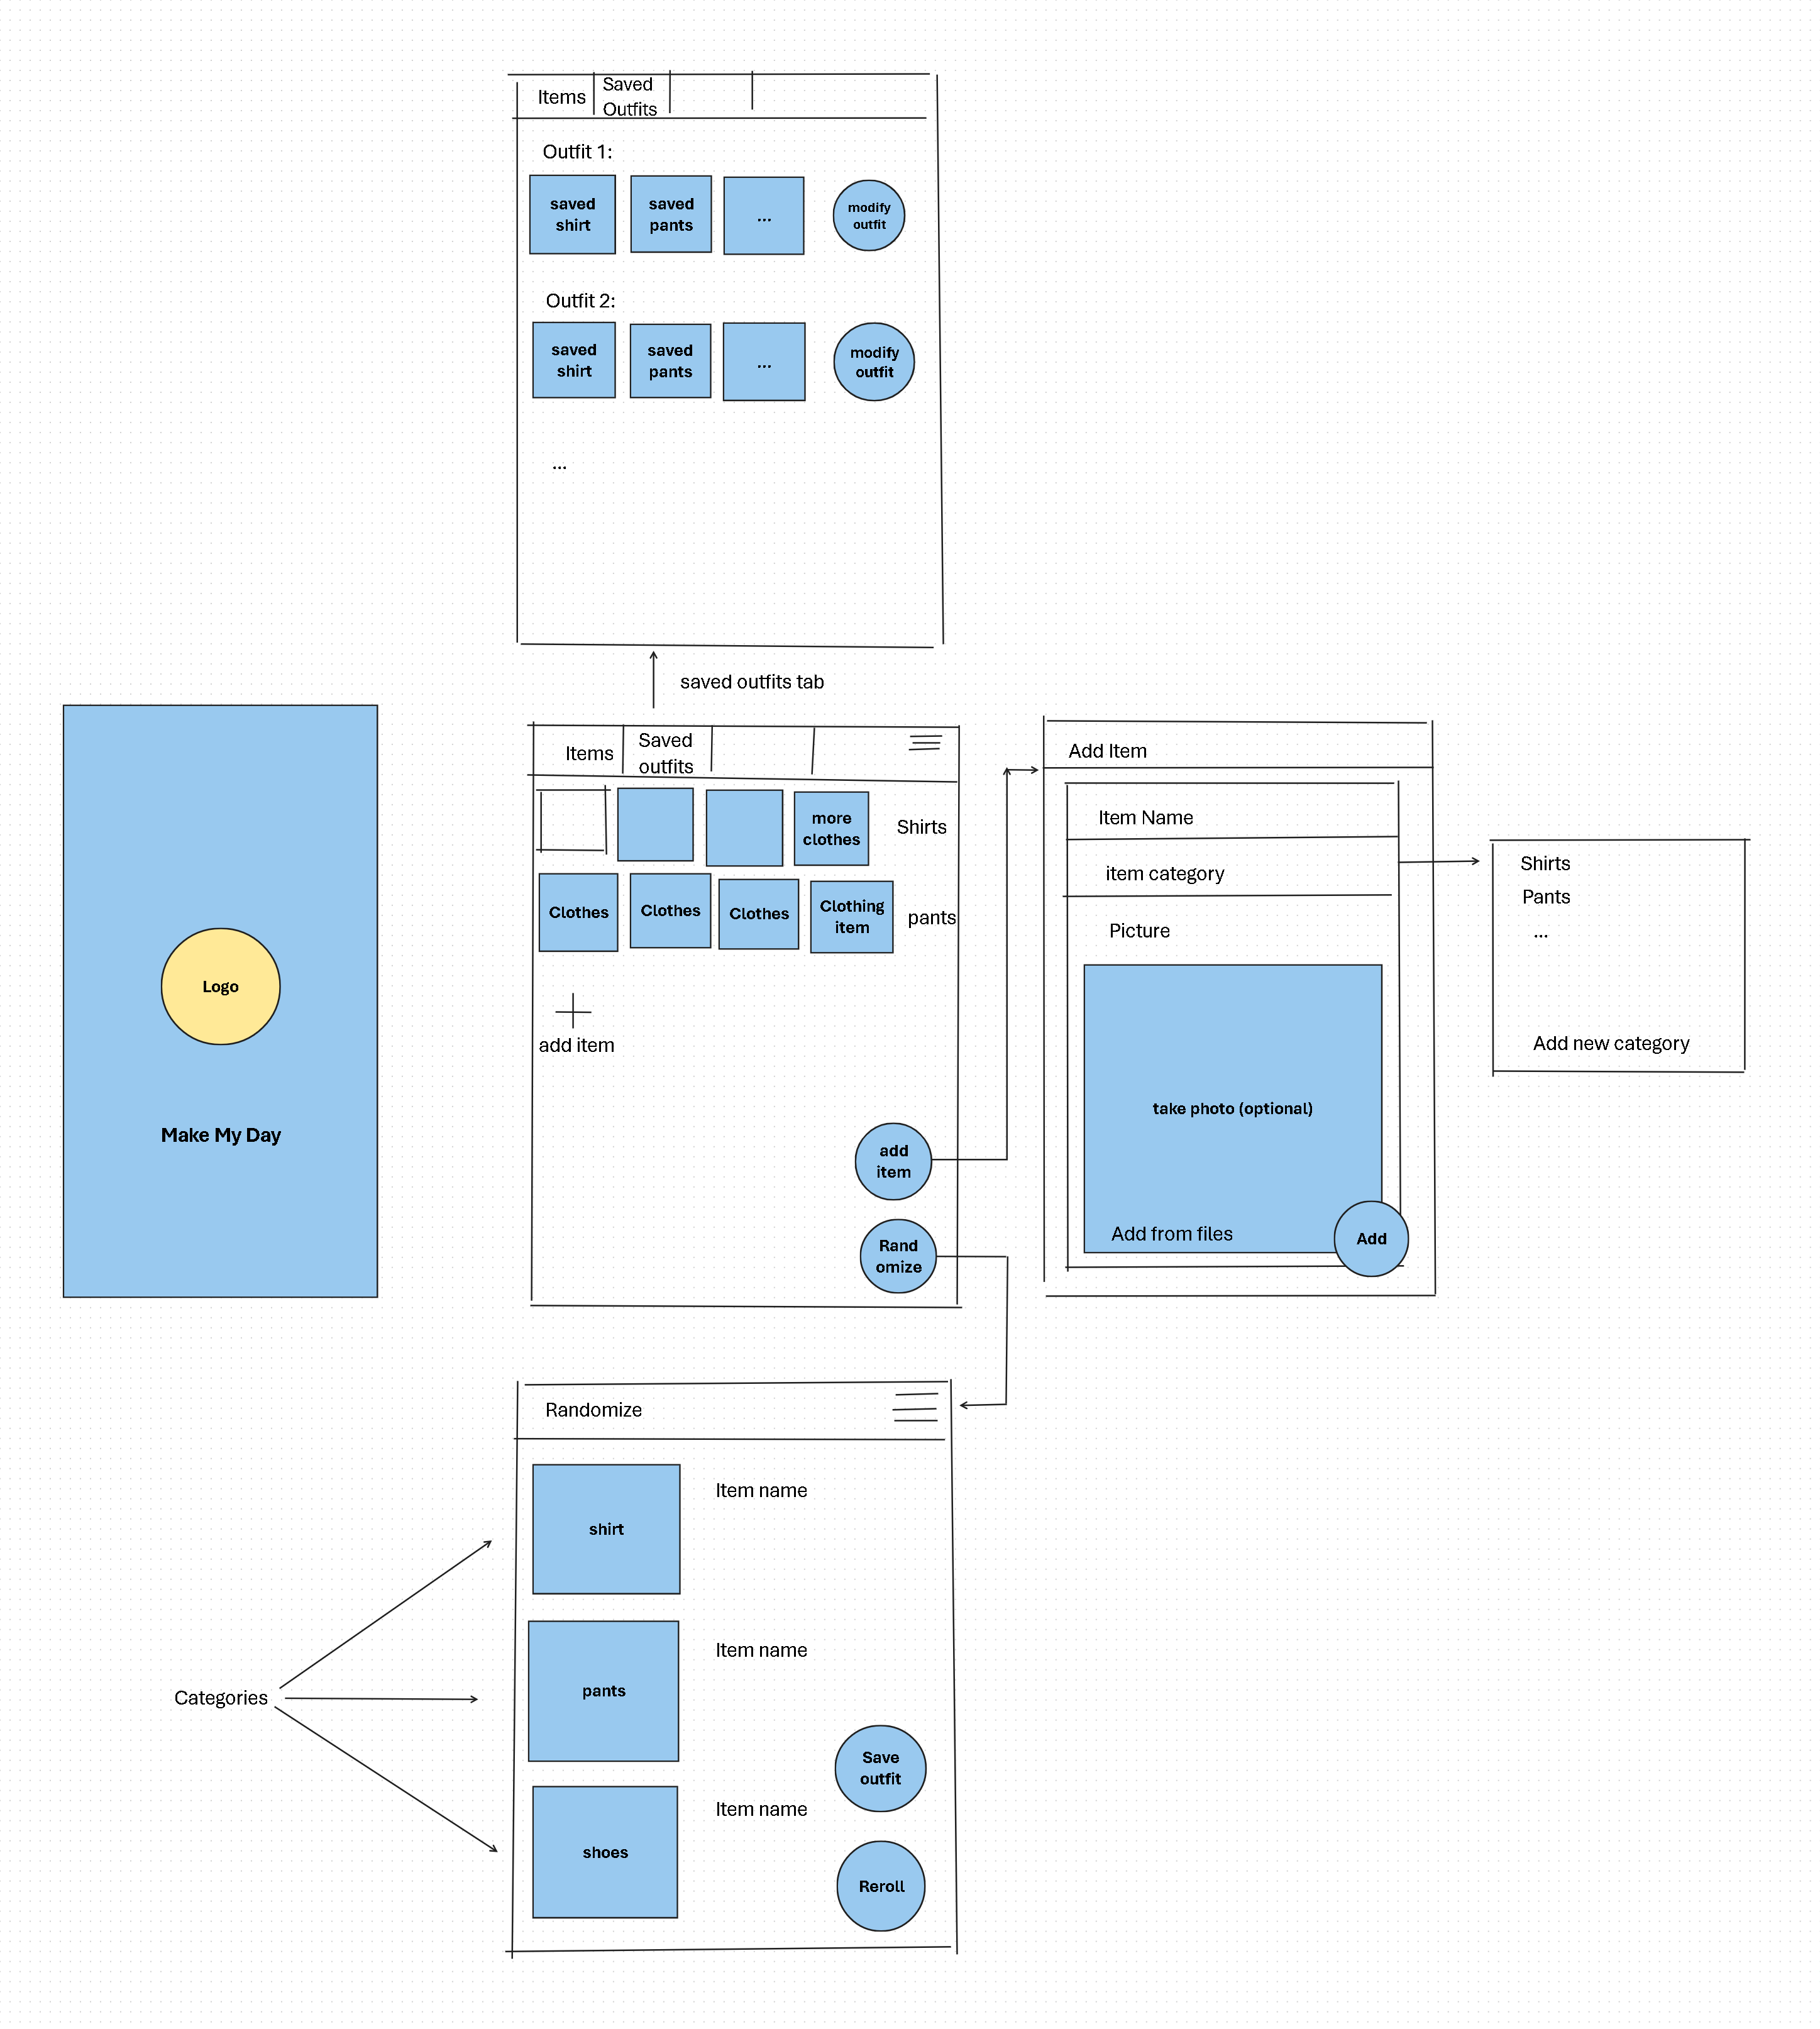 Items
Saved
Outfits
Outfit 1:
saved
shirt
saved
pants
...
modify
outfit
Outfit 2:
saved
shirt
saved
pants
...
modify
outfit
...
saved outfits tab
Logo
Make My Day
Items
Saved
outfits
more
clothes
Shirts
Clothes
Clothes
Clothes
Clothing
item
pants
add item
add
item
Rand
omize
Add Item
Item Name
item category
Picture
take photo (optional)
Add from files
Add
Shirts
Pants
...
Add new category
Randomize
shirt
Item name
pants
Item name
shoes
Item name
Save
outfit
Reroll
Categories